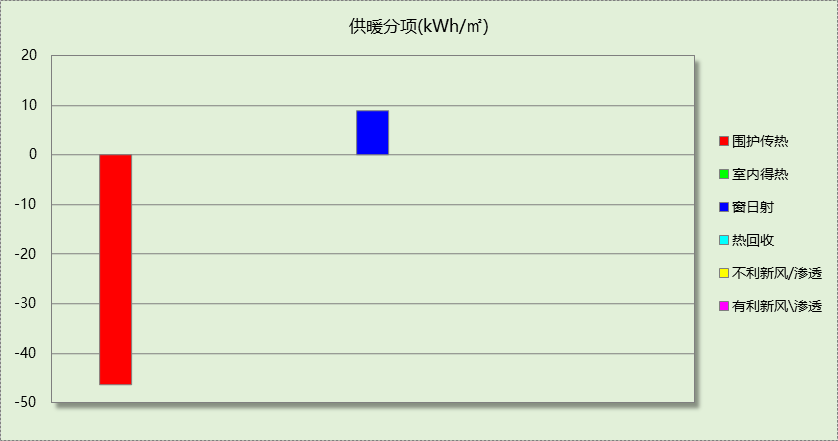 供暖分项(kWh/㎡)
20
10
0
-10
-20
-30
-40
-50
围护传热
室内得热
窗日射
热回收
不利新风/渗透
有利新风\渗透